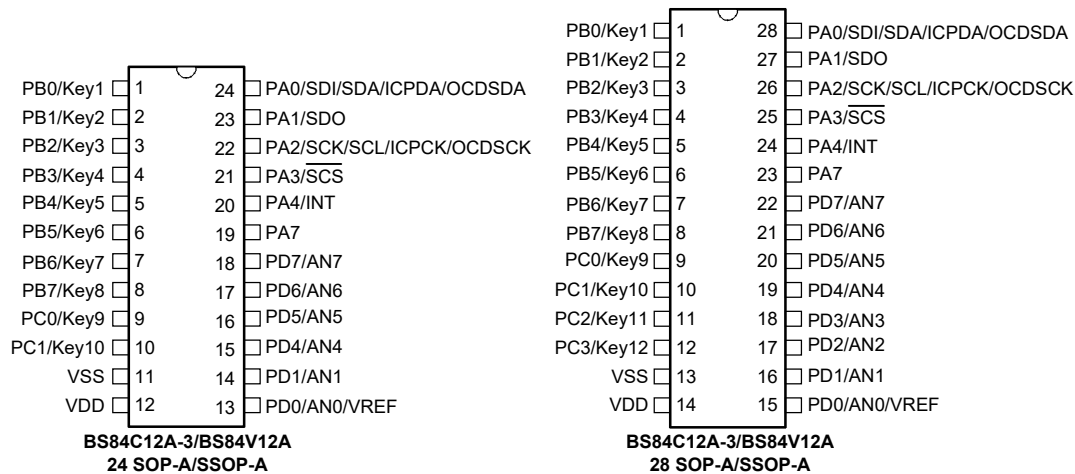 PB0/Key1 1 24 PA0/SDI/SDA/ICPDA/OCDSDA
PB1/Key2 2 23 PA1/SDO
PB2/Key3 3 22 PA2/SCK/SCL/ICPCK/OCDSCK
PB3/Key4 4 21 PA3/SCS
PB4/Key5 5 20 PA4/INT
PB5/Key6 6 19 PA7
PB6/Key7 7 18 PD7/AN7
PB7/Key8 8 17 PD6/AN6
PC0/Key9 9 16 PD5/AN5
PC1/Key10 10 15 PD4/AN4
VSS 11 14 PD1/AN1
VDD 12 13 PD0/AN0/VREF
BS84C12A-3/BS84V12A
24 SOP-A/SSOP-A
PB0/Key1 1 28 PA0/SDI/SDA/ICPDA/OCDSDA
PB1/Key2 2 27 PA1/SDO
PB2/Key3 3 26 PA2/SCK/SCL/ICPCK/OCDSCK
PB3/Key4 4 25 PA3/SCS
PB4/Key5 5 24 PA4/INT
PB5/Key6 6 23 PA7
PB6/Key7 7 22 PD7/AN7
PB7/Key8 8 21 PD6/AN6
PC0/Key9 9 20 PD5/AN5
PC1/Key10 10 19 PD4/AN4
PC2/Key11 11 18 PD3/AN3
PC3/Key12 12 17 PD2/AN2
VSS 13 16 PD1/AN1
VDD 14 15 PD0/AN0/VREF
BS84C12A-3/BS84V12A
28 SOP-A/SSOP-A